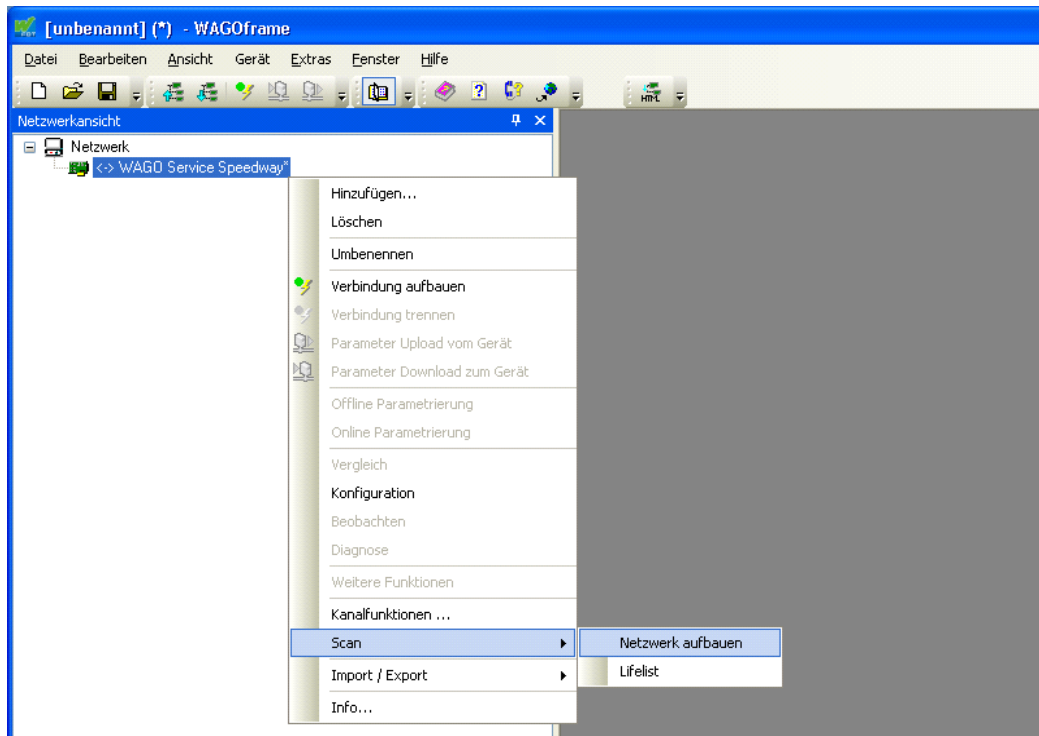 [unbenannt] (*) - WAGOframe
Datei Bearbeiten Ansicht Gerät Extras Fenster Hilfe
HTML
Netzwerkansicht
Netzwerk
<-> WAGO Service Speedway*
Hinzufügen...
Löschen
Umbenennen
Verbindung aufbauen
Verbindung trennen
Parameter Upload vom Gerät
Parameter Download zum Gerät
Offline Parametrierung
Online Parametrierung
Vergleich
Konfiguration
Beobachten
Diagnose
Weitere Funktionen
Kanalfunktionen ...
Scan
Netzwerk aufbauen
Lifelist
Import / Export
Info...